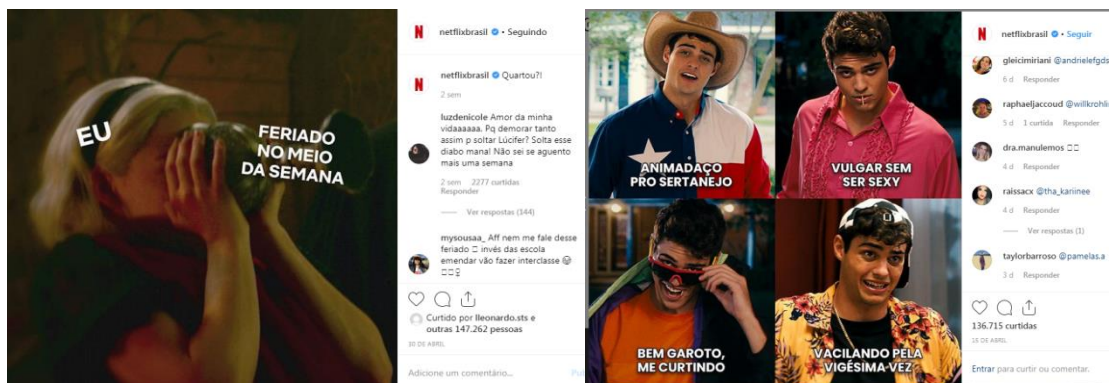 EU
FERIADO
NO MEIO
DA SEMANA
netflixbrasil • Seguindo
netflixbrasil Quartou?!
2 sem
luzdenicole Amor da minha
vidaaaaaa. Pq demorar tanto
assim p soltar Lúcifer? Solta esse
diabo mana! Não sei se aguento
mais uma semana
2 sem 2277 curtidas
Responder
Ver respostas (144)
mysousaa_ Aff nem me fale desse
feriado invés das escola
emendar vão fazer interclasse
Curtido por lleonardo.sts e
outras 147.262 pessoas
30 DE ABRIL
Adicione um comentário...
ANIMADAÇO
PRO SERTANEJO
VULGAR SEM
SER SEXY
BEM GAROTO,
ME CURTINDO
VACILANDO PELA
VIGÉSIMA VEZ
netflixbrasil • Seguir
gleicimiriani @andrielefgds
6 d Responder
raphaeljaccoud @willkrohlin
5 d 1 curtida Responder
dra.manulemos
4 d Responder
raissacx @tha_kariinee
4 d Responder
Ver respostas (1)
taylorbarroso @pamelas.a
3 d Responder
136.715 curtidas
15 DE ABRIL
Entrar para curtir ou comentar.